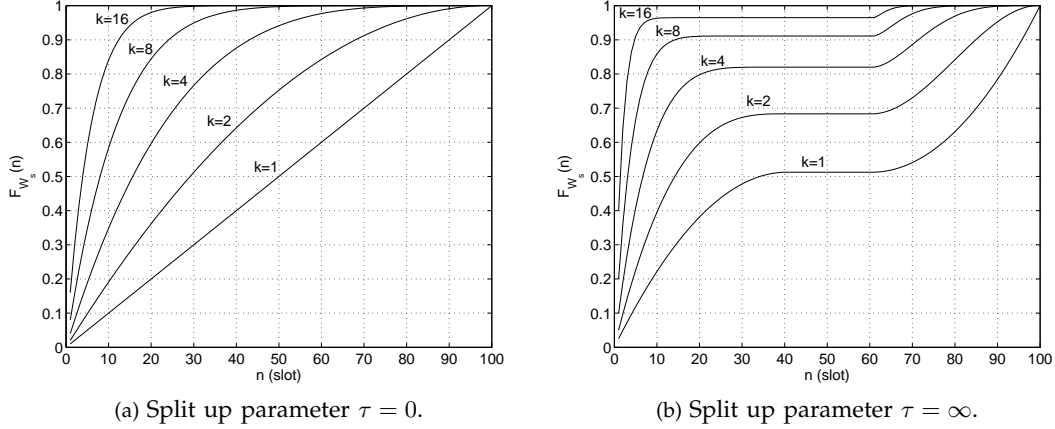 1
0.9
0.8
0.7
0.6
0.5
0.4
0.3
0.2
0.1
0
F_{W_s}(n)
k=16
k=8
k=4
k=2
k=1
0 10 20 30 40 50 60 70 80 90 100
n (slot)
(a) Split up parameter τ = 0.
1
0.9
0.8
0.7
0.6
0.5
0.4
0.3
0.2
0.1
0
F_{W_s}(n)
k=16
k=8
k=4
k=2
k=1
0 10 20 30 40 50 60 70 80 90 100
n (slot)
(b) Split up parameter τ = ∞.